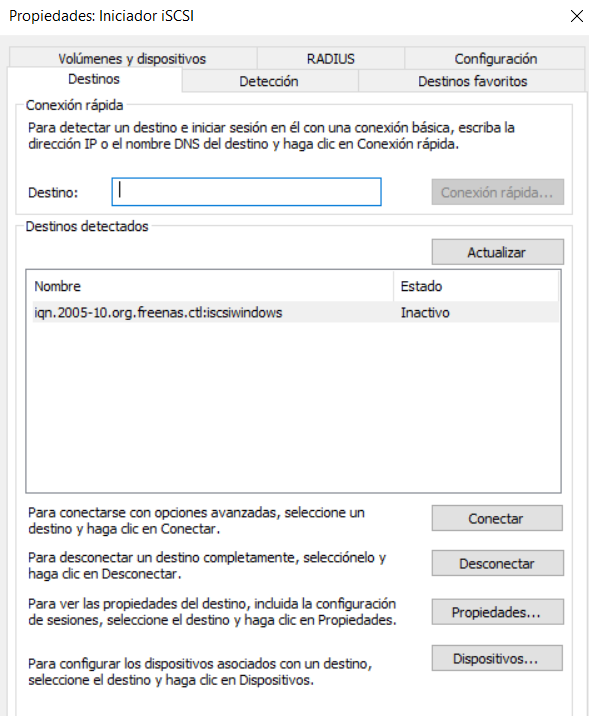 Propiedades: Iniciador iSCSI
Volúmenes y dispositivos
RADIUS
Configuración
Destinos
Detección
Destinos favoritos
Conexión rápida
Para detectar un destino e iniciar sesión en él con una conexión básica, escriba la
dirección IP o el nombre DNS del destino y haga clic en Conexión rápida.
Destino:
Conexión rápida...
Destinos detectados
Actualizar
Nombre
Estado
iqn.2005-10.org.freenas.ctl:iscsiwindows
Inactivo
Para conectarse con opciones avanzadas, seleccione un
destino y haga clic en Conectar.
Conectar
Para desconectar un destino completamente, selecciónelo y
haga clic en Desconectar.
Desconectar
Para ver las propiedades del destino, incluida la configuración
de sesiones, seleccione el destino y haga clic en Propiedades.
Propiedades...
Para configurar los dispositivos asociados con un destino,
seleccione el destino y haga clic en Dispositivos.
Dispositivos...